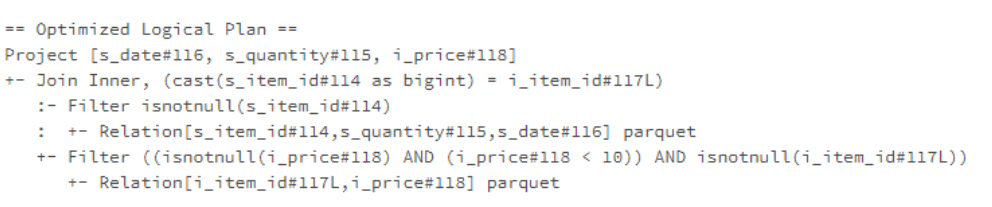 == Optimized Logical Plan ==
Project [s_date#116, s_quantity#115, i_price#118]
+- Join Inner, (cast(s_item_id#114 as bigint) = i_item_id#117L)
   :- Filter isnotnull(s_item_id#114)
   :  +- Relation[s_item_id#114,s_quantity#115,s_date#116] parquet
   +- Filter ((isnotnull(i_price#118) AND (i_price#118 < 10)) AND isnotnull(i_item_id#117L))
      +- Relation[i_item_id#117L,i_price#118] parquet